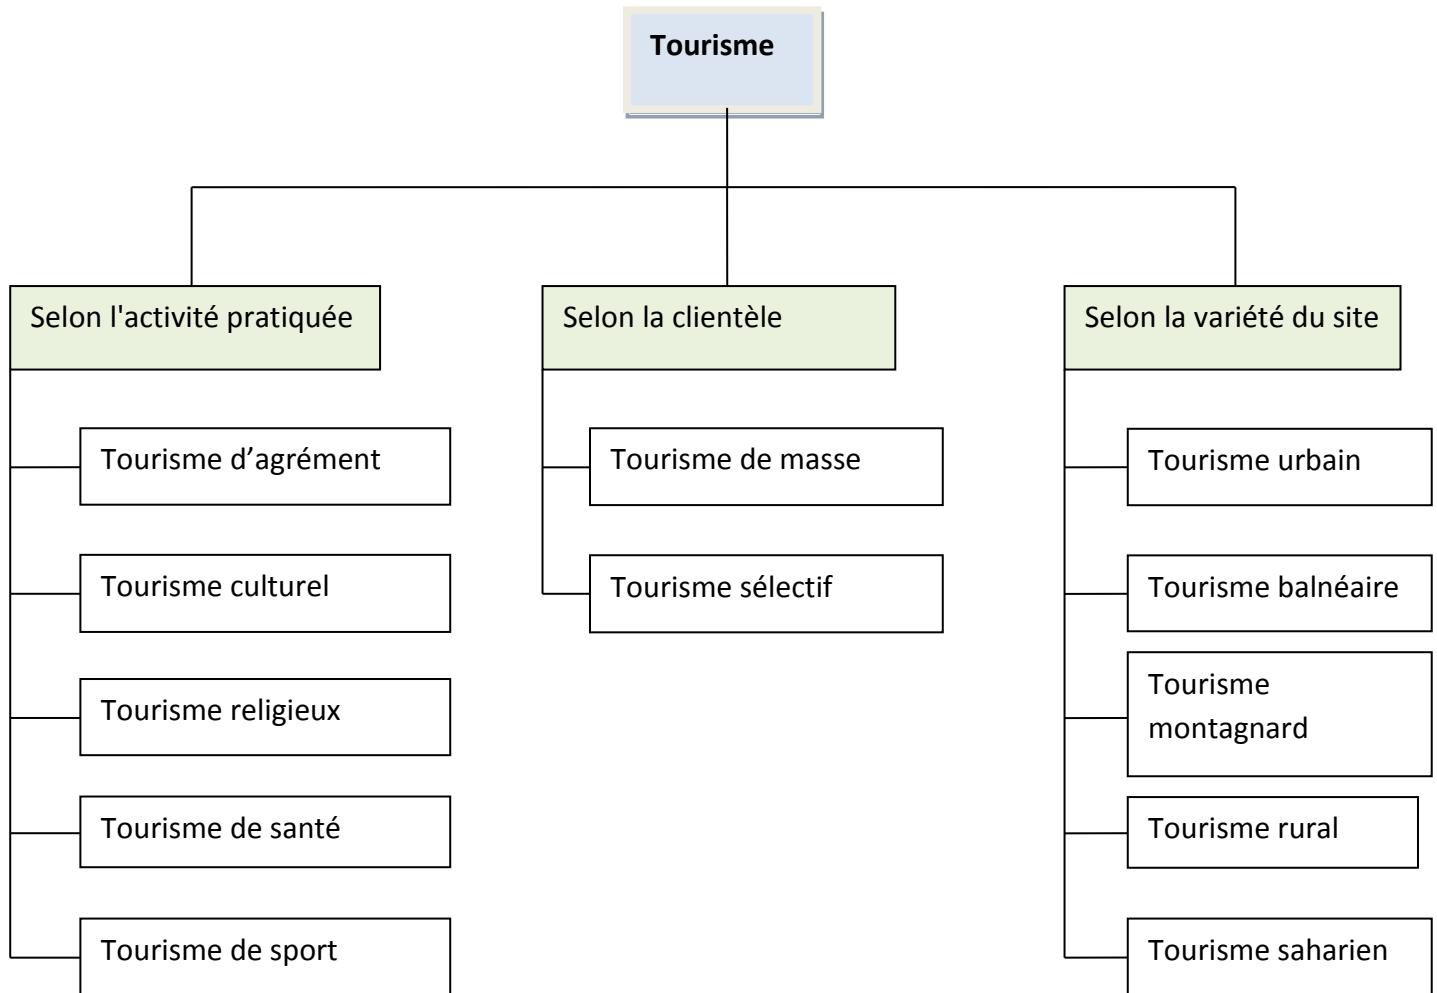 Tourisme
Selon l'activité pratiquée
Selon la clientèle
Selon la variété du site
Tourisme d’agrément
Tourisme de masse
Tourisme urbain
Tourisme culturel
Tourisme sélectif
Tourisme balnéaire
Tourisme religieux
Tourisme
montagnard
Tourisme de santé
Tourisme rural
Tourisme de sport
Tourisme saharien